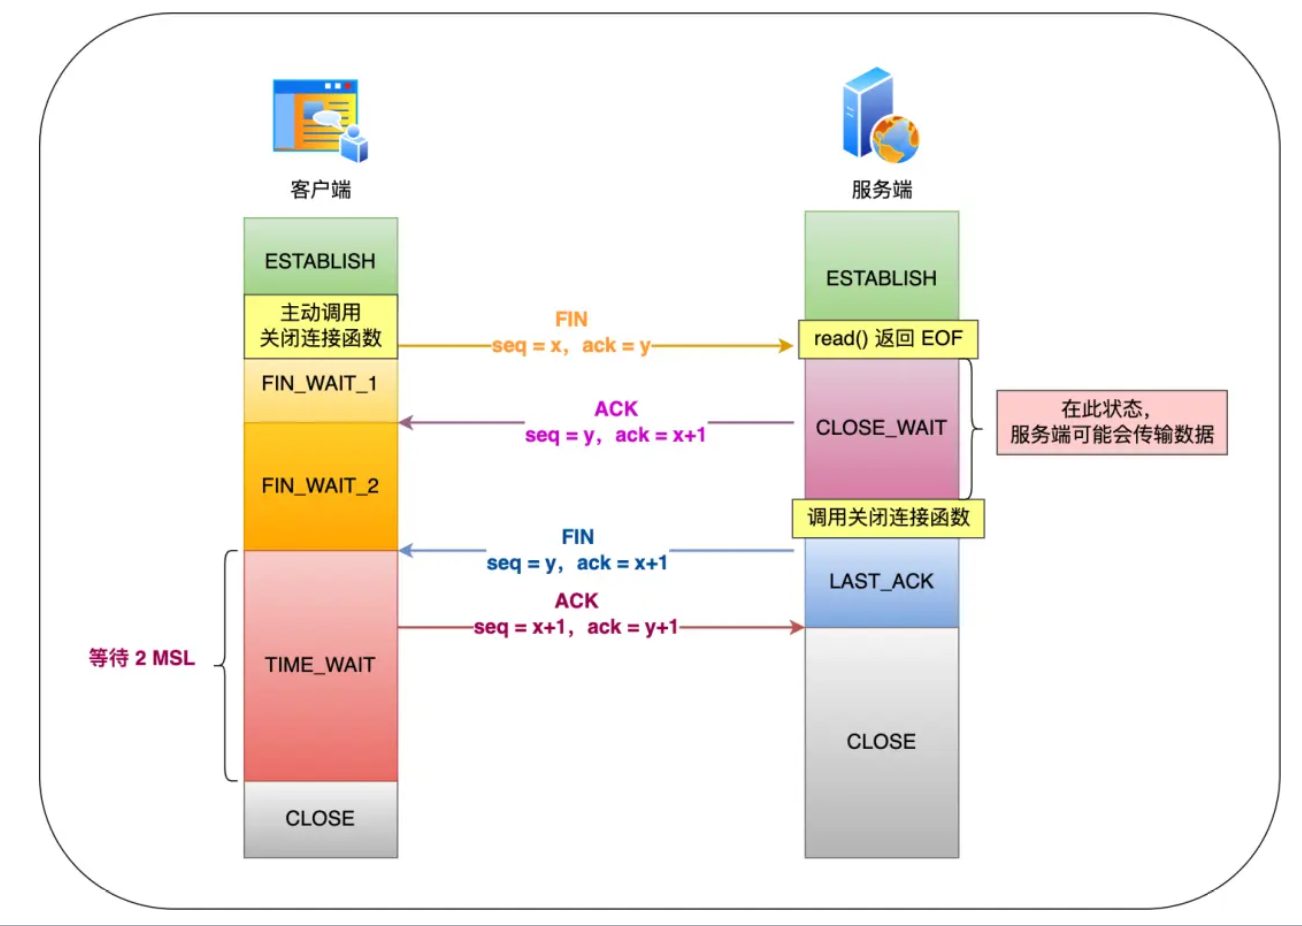 客户端
服务端
ESTABLISH
ESTABLISH
主动调用
关闭连接函数
FIN
seq = x，ack = y
read() 返回 EOF
FIN_WAIT_1
ACK
seq = y，ack = x+1
CLOSE_WAIT
在此状态，
服务端可能会传输数据
FIN_WAIT_2
调用关闭连接函数
FIN
seq = y，ack = x+1
LAST_ACK
ACK
seq = x+1，ack = y+1
等待 2 MSL
TIME_WAIT
CLOSE
CLOSE